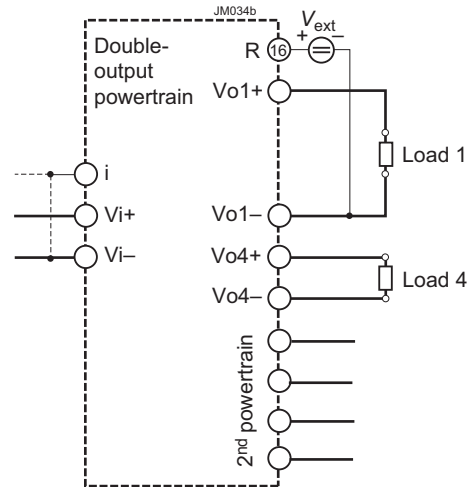 JM034b
Double-
output
powertrain
Vext
+
–
R
16
Vo1+
Load 1
i
Vi+
Vo1–
Vi–
Vo4+
Load 4
Vo4–
2nd powertrain